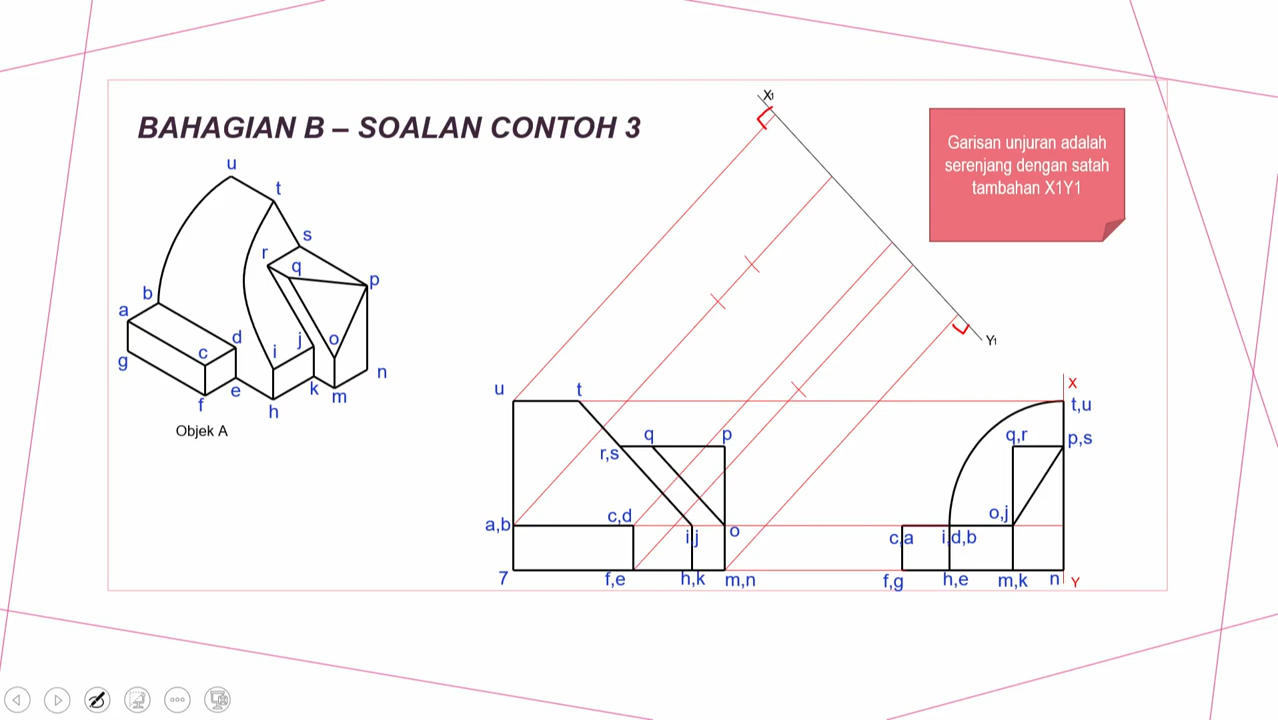 X1
BAHAGIAN B – SOALAN CONTOH 3
Garisan unjuran adalah
serenjang dengan satah
tambahan X1Y1
u
t
s
r
q
p
b
a
d
c
i
j
o
g
f
e
h
k
m
n
Objek A
Y1
X
u
t
t,u
q
p
r,s
q,r
p,s
a,b
c,d
i,j
o
o,j
c,a
i,d,b
7
f,e
h,k
m,n
f,g
h,e
m,k
n
Y